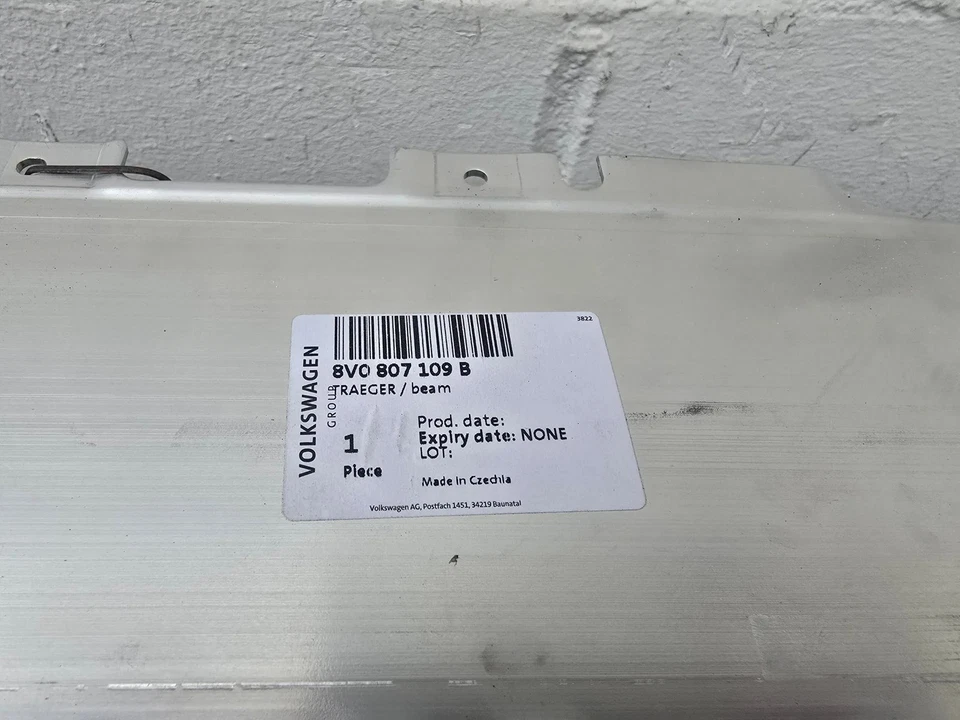 3822
VOLKSWAGEN
GROUP
8V0 807 109 B
TRAEGER / beam
1
Piece
Prod. date:
Expiry date: NONE
LOT:
Made in Czechia
Volkswagen AG, Postfach 1451, 34219 Baunatal